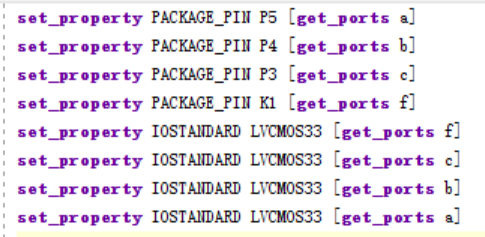 set_property PACKAGE_PIN P5 [get_ports a]
set_property PACKAGE_PIN P4 [get_ports b]
set_property PACKAGE_PIN P3 [get_ports c]
set_property PACKAGE_PIN K1 [get_ports f]
set_property IOSTANDARD LVCMOS33 [get_ports f]
set_property IOSTANDARD LVCMOS33 [get_ports c]
set_property IOSTANDARD LVCMOS33 [get_ports b]
set_property IOSTANDARD LVCMOS33 [get_ports a]